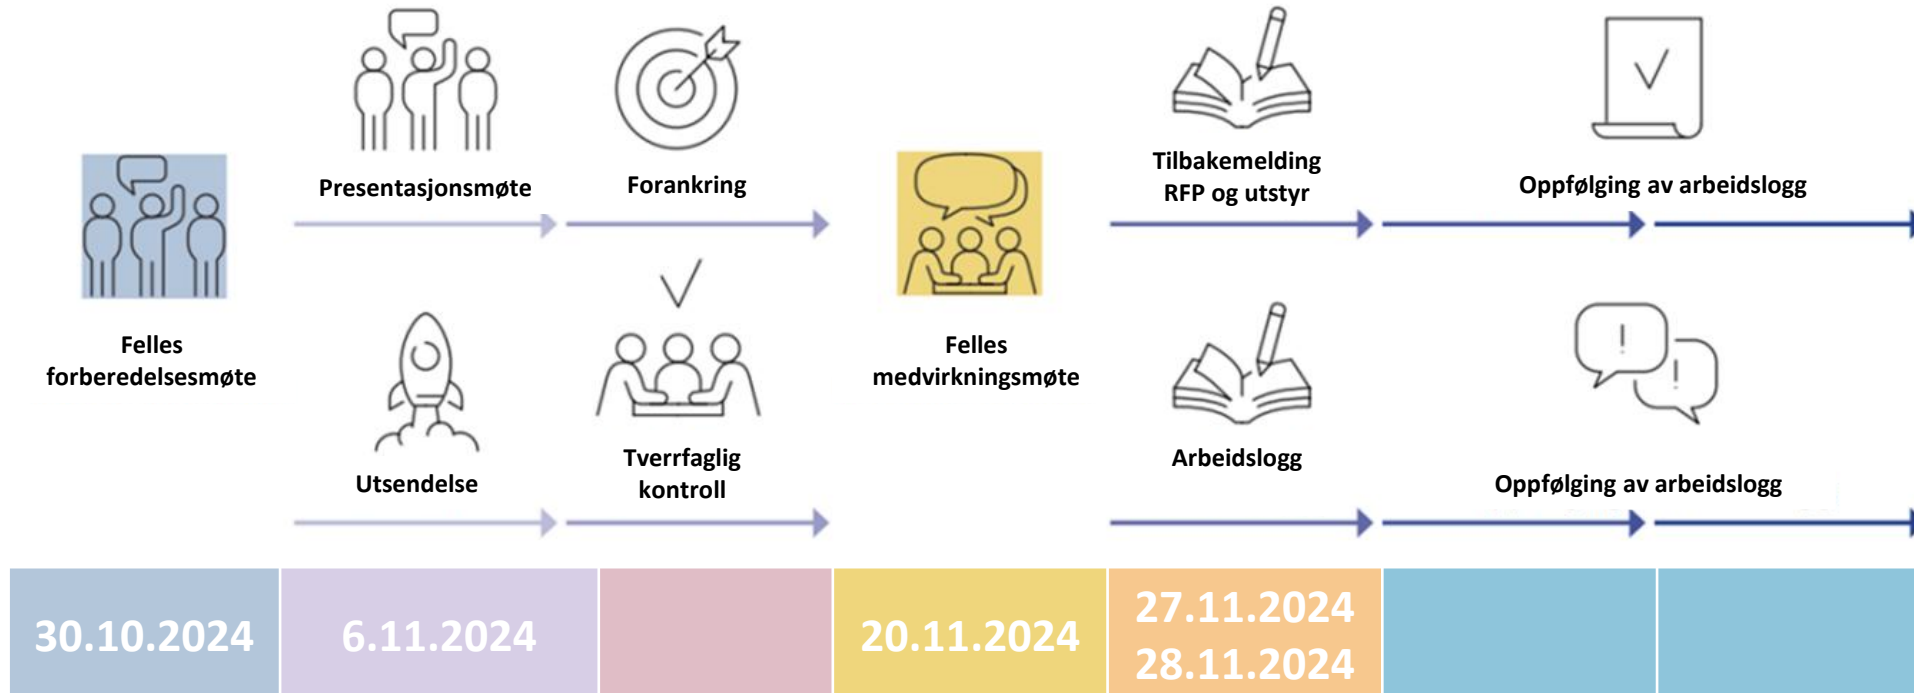 Presentasjonsmøte
Forankring
Tilbakemelding
RFP og utstyr
Oppfølging av arbeidslogg
Felles
forberedelsesmøte
Felles
medvirkningsmøte
Utsendelse
Tverrfaglig
kontroll
Arbeidslogg
Oppfølging av arbeidslogg
30.10.2024
6.11.2024
20.11.2024
27.11.2024
28.11.2024